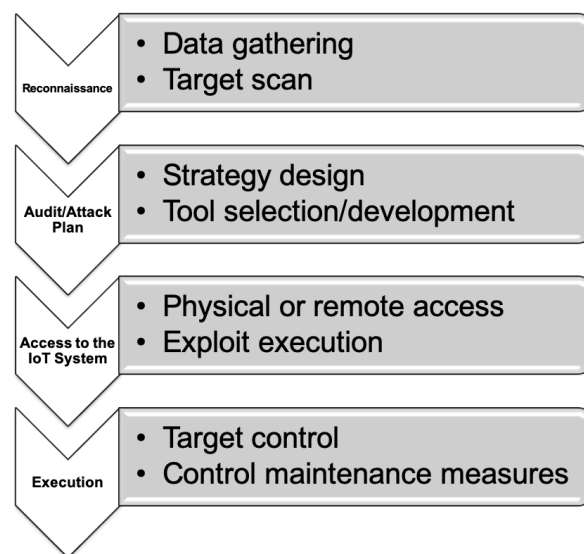 Reconnaissance
• Data gathering
• Target scan
Audit/Attack
Plan
• Strategy design
• Tool selection/development
Access to the
IoT System
• Physical or remote access
• Exploit execution
Execution
• Target control
• Control maintenance measures